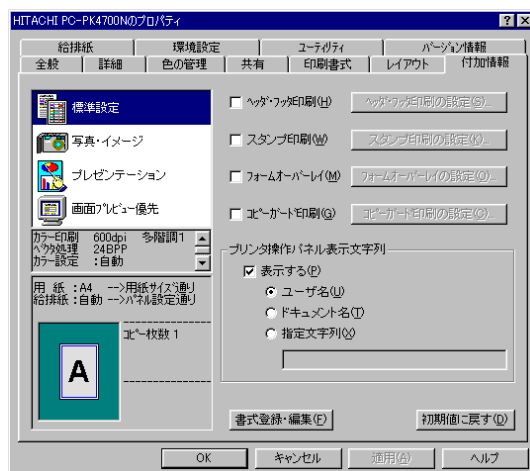 HITACHI PC-PK4700Nのプロパティ
給排紙 環境設定 ユーティリティ バージョン情報
全般 詳細 色の管理 共有 印刷書式 レイアウト 付加情報
標準設定
写真・イメージ
プレゼンテーション
画面プレビュー優先
カラー印刷 600dpi 多階調1
ベクタ処理 24BPP
カラー設定 :自動
用 紙 :A4 -->用紙サイズ通り
給排紙 :自動 -->パネル設定通り
コピー枚数 1
A
ヘッダ・フッタ印刷(H) ヘッダ・フッタ印刷の設定(S)...
スタンプ印刷(W) スタンプ印刷の設定(K)...
フォームオーバーレイ(M) フォームオーバーレイの設定(O)...
コピーガード印刷(G) コピーガード印刷の設定(Q)...
プリンタ操作パネル表示文字列
表示する(P)
ユーザ名(U)
ドキュメント名(T)
指定文字列(X)
書式登録・編集(F) 初期値に戻す(D)
OK キャンセル 適用(A) ヘルプ